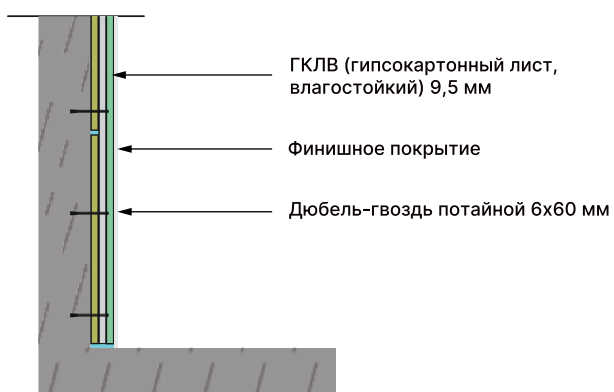 ГКЛВ (гипсокартонный лист,
влагостойкий) 9,5 мм
Финишное покрытие
Дюбель-гвоздь потайной 6х60 мм